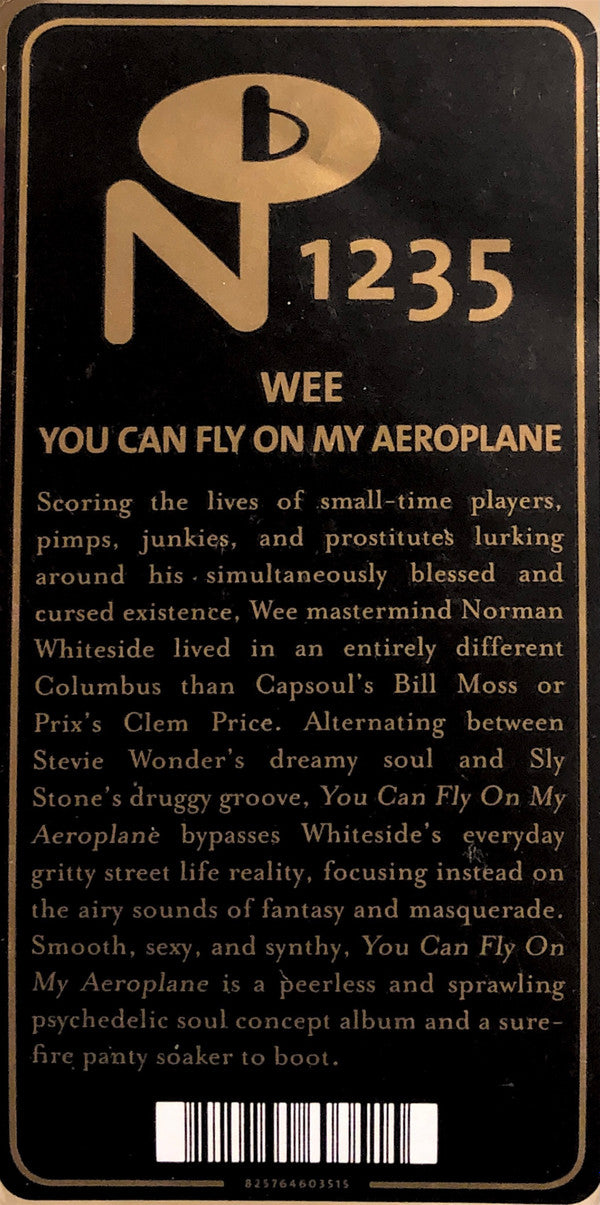 N b 1235
WEE
YOU CAN FLY ON MY AEROPLANE
Scoring the lives of small-time players,
pimps, junkies, and prostitutes lurking
around his simultaneously blessed and
cursed existence, Wee mastermind Norman
Whiteside lived in an entirely different
Columbus than Capsoul's Bill Moss or
Prix's Clem Price. Alternating between
Stevie Wonder's dreamy soul and Sly
Stone's druggy groove, You Can Fly On My
Aeroplane bypasses Whiteside's everyday
gritty street life reality, focusing instead on
the airy sounds of fantasy and masquerade.
Smooth, sexy, and synthy, You Can Fly On
My Aeroplane is a peerless and sprawling
psychedelic soul concept album and a sure-
fire panty soaker to boot.
825764603515